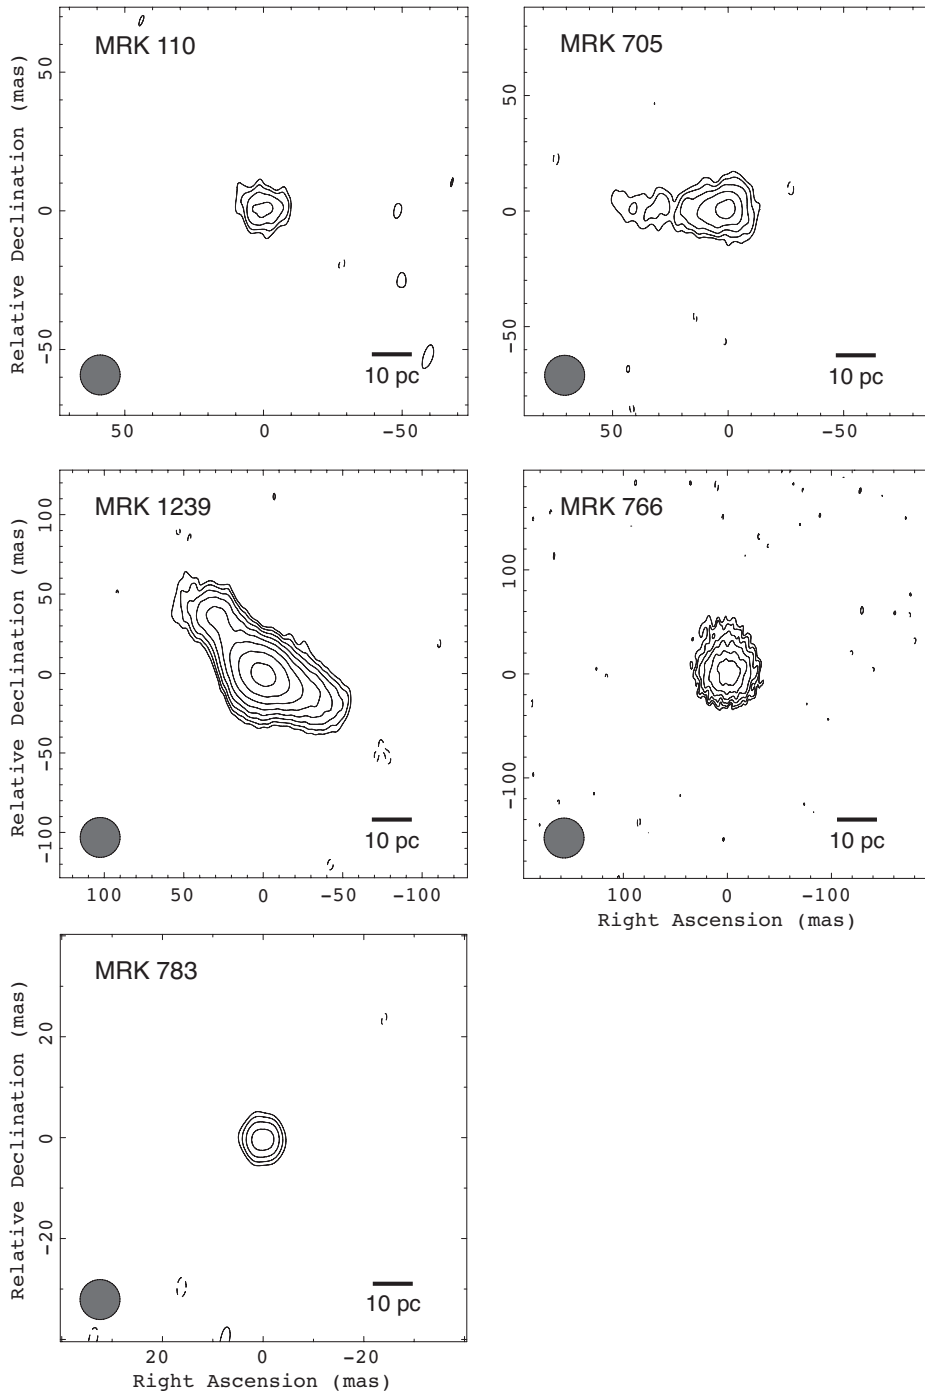 MRK 110
Relative Declination (mas)
50
0
−50
10 pc
50 0 −50
MRK 705
50
0
−50
10 pc
50 0 −50
MRK 1239
Relative Declination (mas)
100
50
0
−50
−100
10 pc
100 50 0 −50 −100
MRK 766
100
0
−100
10 pc
100 0 −100
Right Ascension (mas)
MRK 783
Relative Declination (mas)
20
0
−20
10 pc
20 0 −20
Right Ascension (mas)